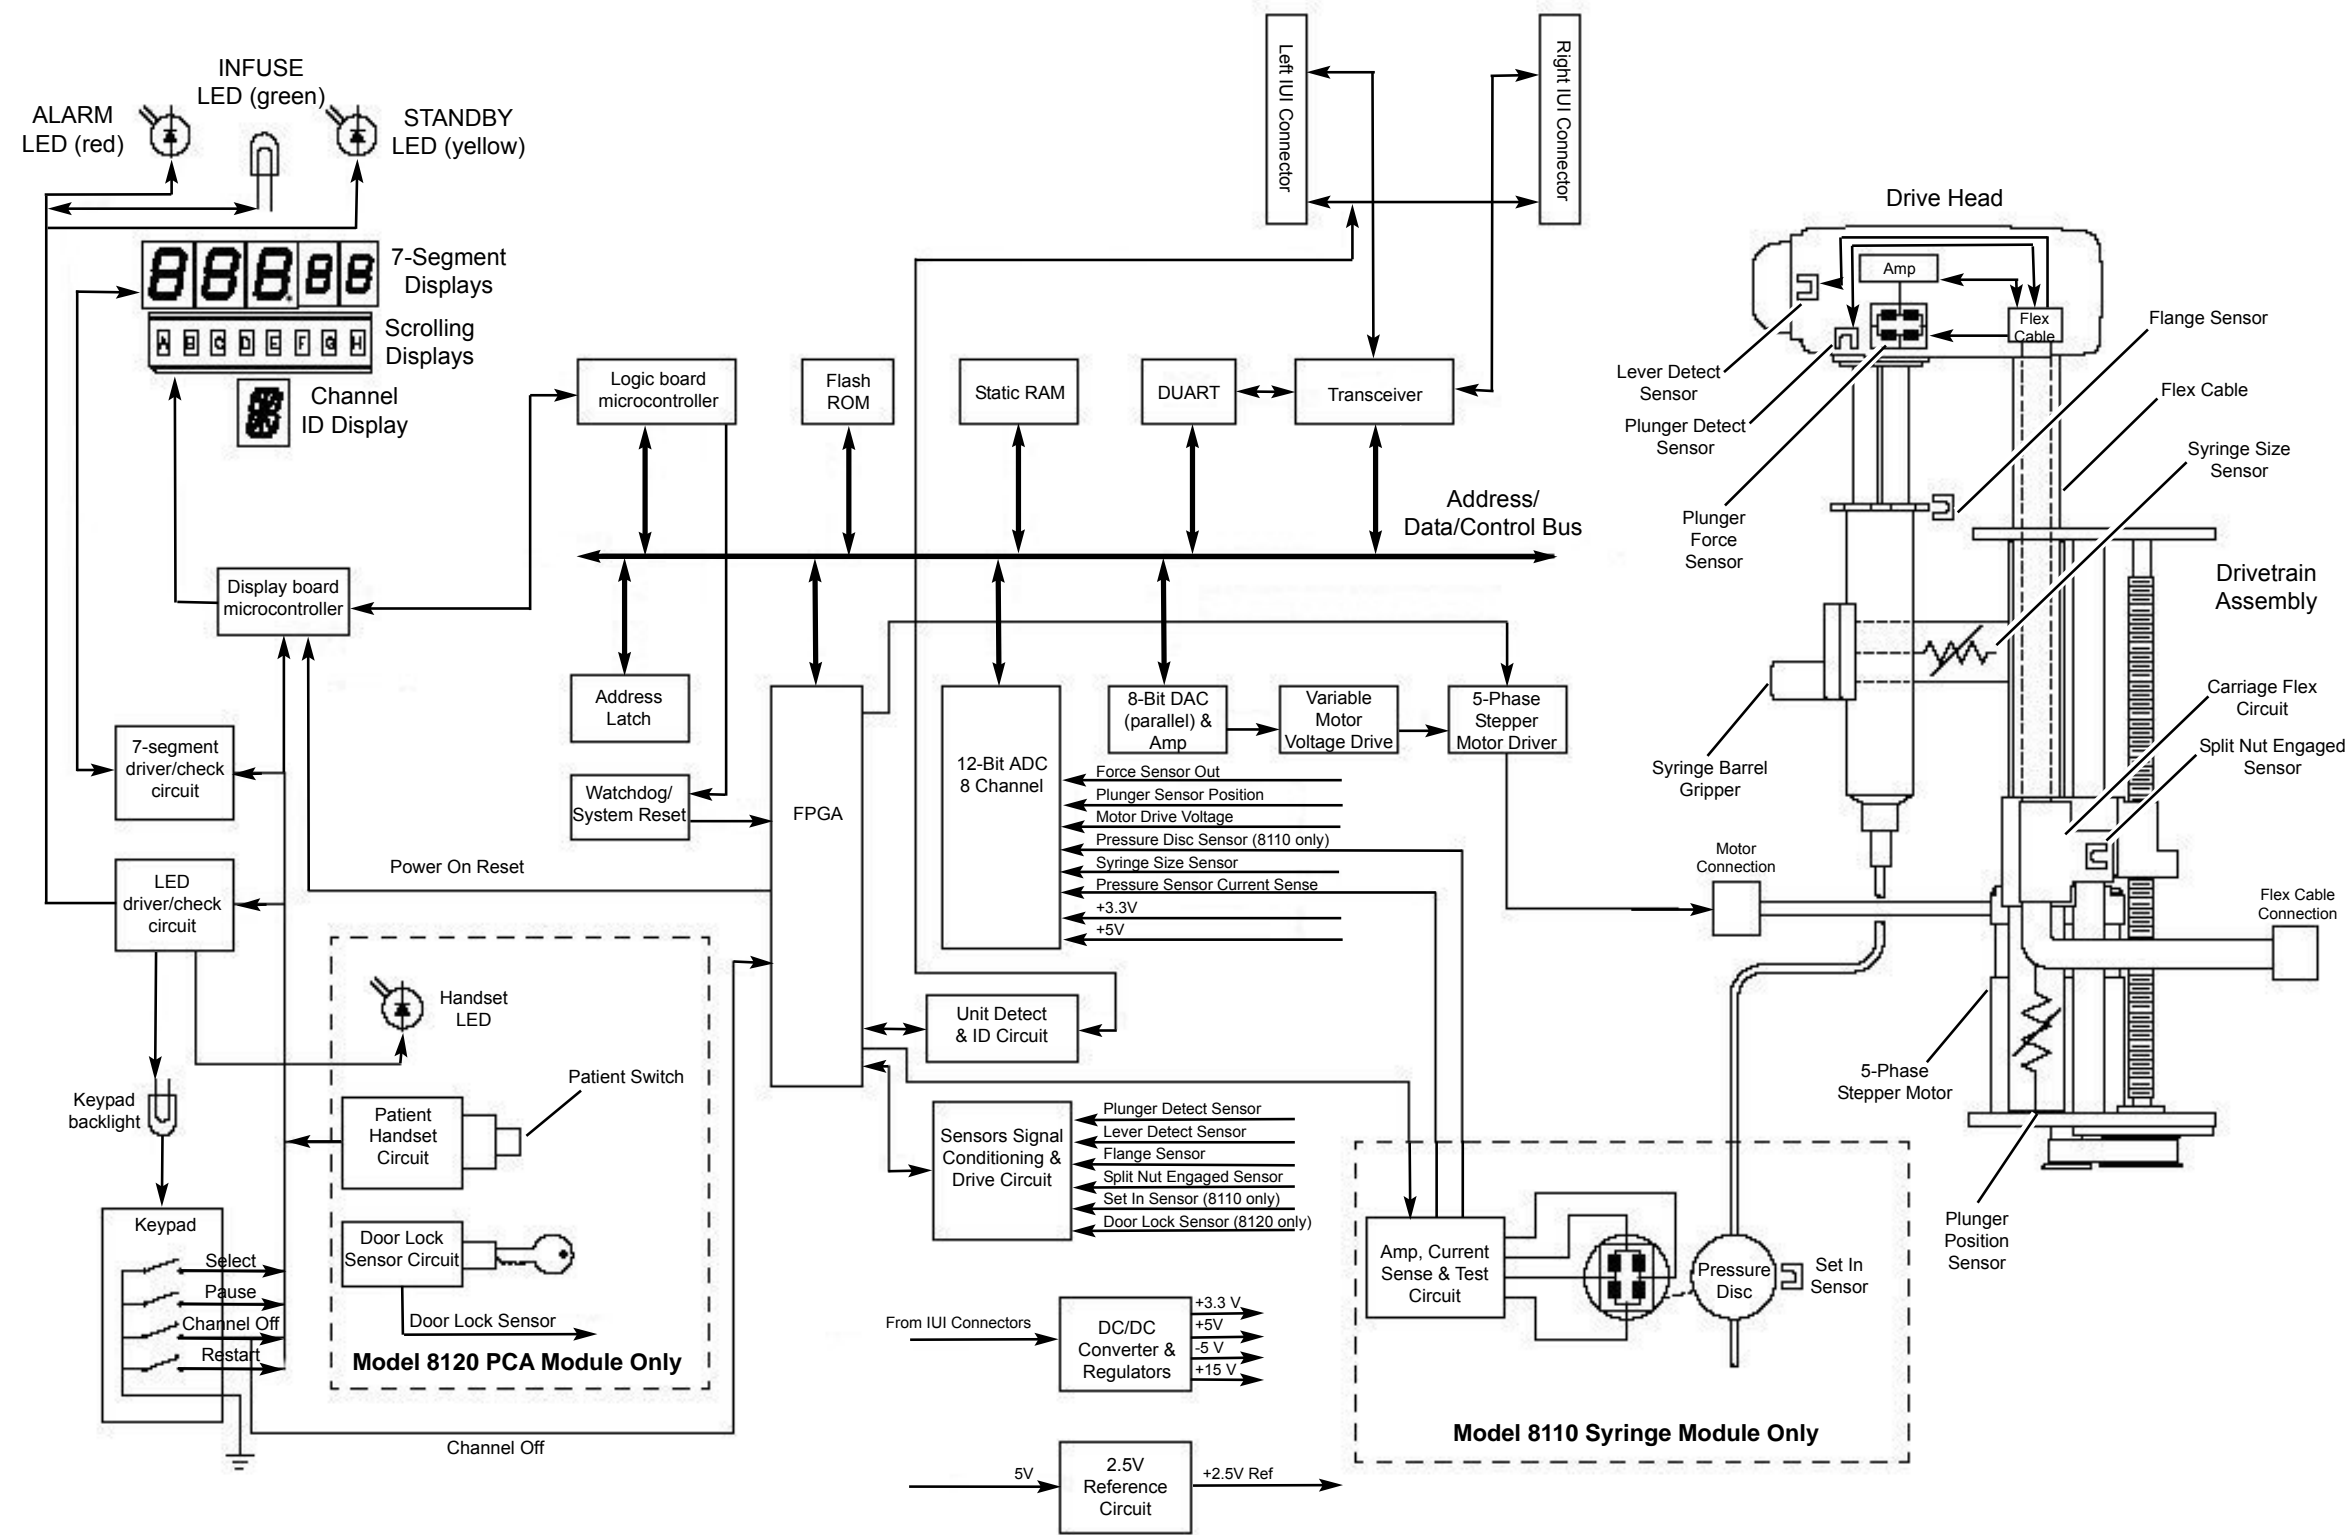 INFUSE
LED (green)
ALARM
LED (red)
STANDBY
LED (yellow)
7-Segment
Displays
Scrolling
Displays
A B C D E F G H
Channel
ID Display
Left IUI Connector
Right IUI Connector
Logic board
microcontroller
Flash
ROM
Static RAM
DUART
Transceiver
Address/
Data/Control Bus
Display board
microcontroller
Address
Latch
Watchdog/
System Reset
FPGA
12-Bit ADC
8 Channel
8-Bit DAC
(parallel) &
Amp
Variable
Motor
Voltage Drive
5-Phase
Stepper
Motor Driver
Force Sensor Out
Plunger Sensor Position
Motor Drive Voltage
Pressure Disc Sensor (8110 only)
Syringe Size Sensor
Pressure Sensor Current Sense
+3.3V
+5V
7-segment
driver/check
circuit
LED
driver/check
circuit
Power On Reset
Handset
LED
Patient Switch
Patient
Handset
Circuit
Door Lock
Sensor Circuit
Door Lock Sensor
Model 8120 PCA Module Only
Keypad
backlight
Keypad
Select
Pause
Channel Off
Restart
Channel Off
Unit Detect
& ID Circuit
Sensors Signal
Conditioning &
Drive Circuit
Plunger Detect Sensor
Lever Detect Sensor
Flange Sensor
Split Nut Engaged Sensor
Set In Sensor (8110 only)
Door Lock Sensor (8120 only)
From IUI Connectors
DC/DC
Converter &
Regulators
+3.3 V
+5V
-5 V
+15 V
5V
2.5V
Reference
Circuit
+2.5V Ref
Amp, Current
Sense & Test
Circuit
Pressure
Disc
Set In
Sensor
Model 8110 Syringe Module Only
Drive Head
Amp
Flex
Cable
Lever Detect
Sensor
Plunger Detect
Sensor
Plunger
Force
Sensor
Flange Sensor
Flex Cable
Syringe Size
Sensor
Drivetrain
Assembly
Syringe Barrel
Gripper
Carriage Flex
Circuit
Split Nut Engaged
Sensor
Motor
Connection
Flex Cable
Connection
5-Phase
Stepper Motor
Plunger
Position
Sensor